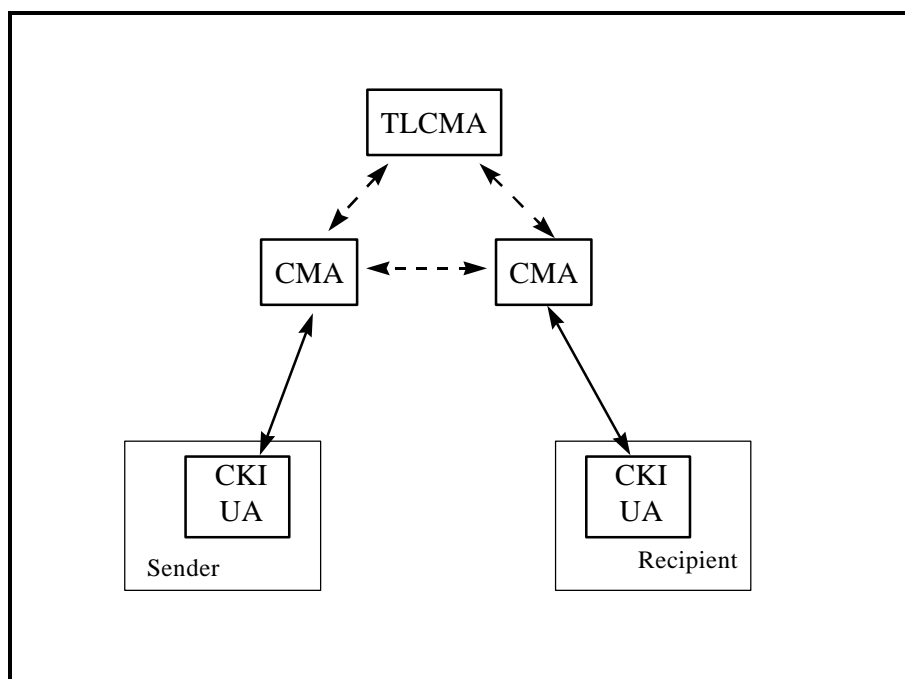 TLCMA
CMA
CMA
CKI
UA
Sender
CKI
UA
Recipient